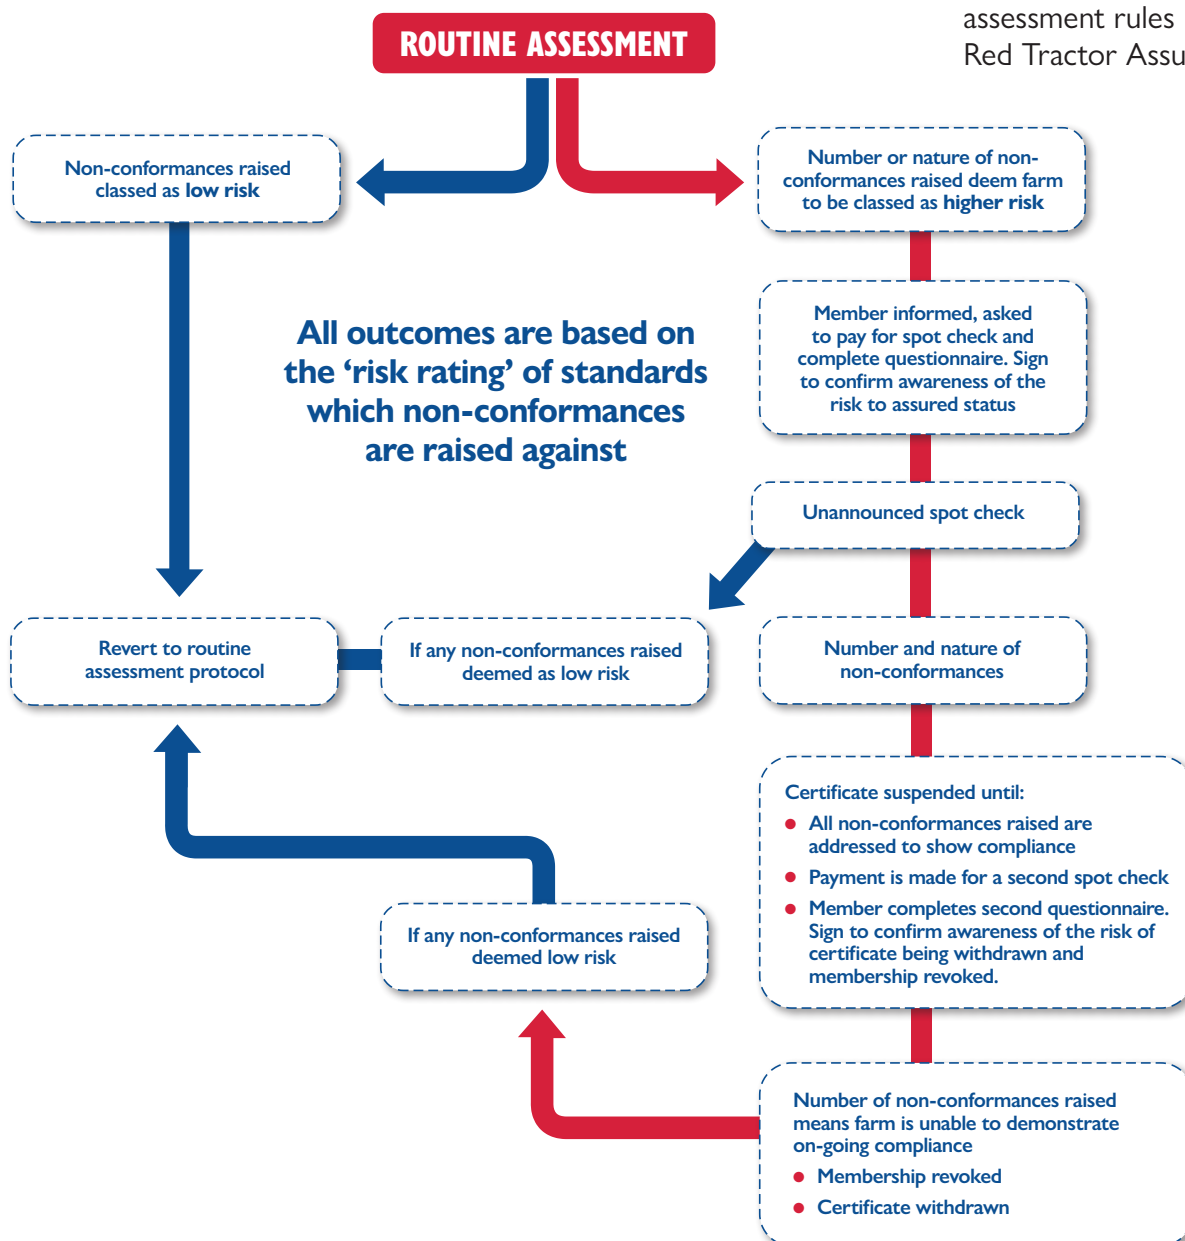 assessment rules
Red Tractor Assu
ROUTINE ASSESSMENT
Non-conformances raised
classed as low risk
Number or nature of non-
conformances raised deem farm
to be classed as higher risk
Member informed, asked
to pay for spot check and
complete questionnaire. Sign
to confirm awareness of the
risk to assured status
All outcomes are based on
the ‘risk rating’ of standards
which non-conformances
are raised against
Unannounced spot check
Revert to routine
assessment protocol
If any non-conformances raised
deemed as low risk
Number and nature of
non-conformances
Certificate suspended until:
• All non-conformances raised are
addressed to show compliance
• Payment is made for a second spot check
• Member completes second questionnaire.
Sign to confirm awareness of the risk of
certificate being withdrawn and
membership revoked.
If any non-conformances raised
deemed low risk
Number of non-conformances raised
means farm is unable to demonstrate
on-going compliance
• Membership revoked
• Certificate withdrawn